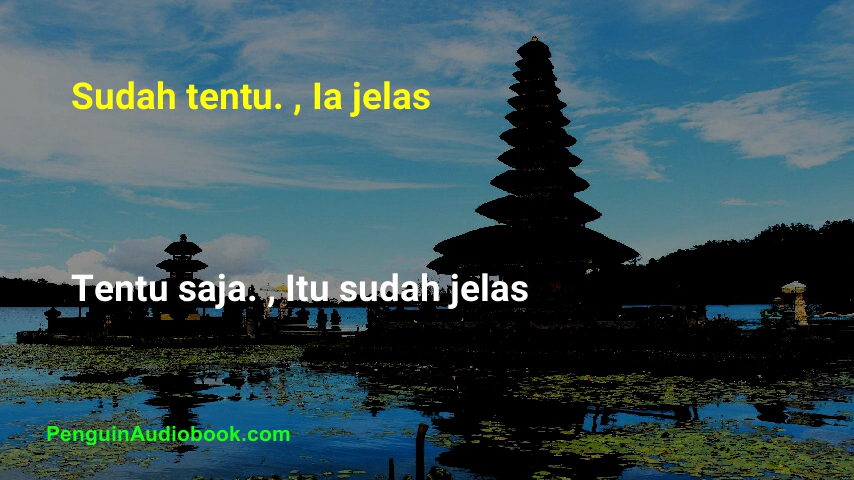 Sudah tentu. , Ia jelas
Tentu saja. , Itu sudah jelas
PenguinAudiobook.com